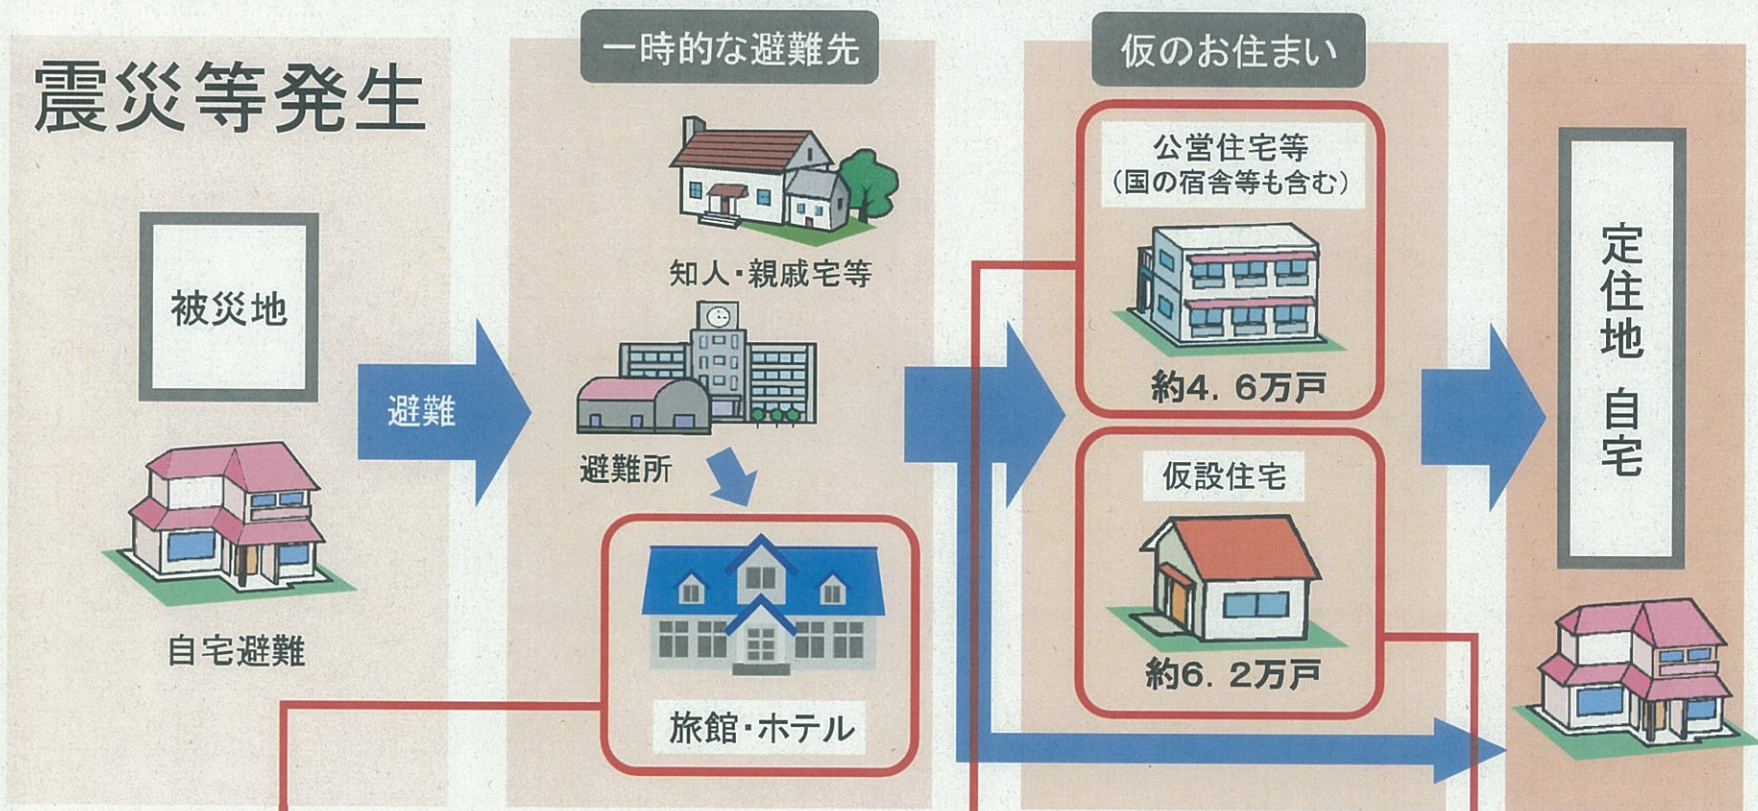 震災等発生
被災地
自宅避難
避難
一時的な避難先
知人・親戚宅等
避難所
旅館・ホテル
仮のお住まい
公営住宅等
(国の宿舎等も含む)
約4.6万戸
仮設住宅
約6.2万戸
定住地 自宅